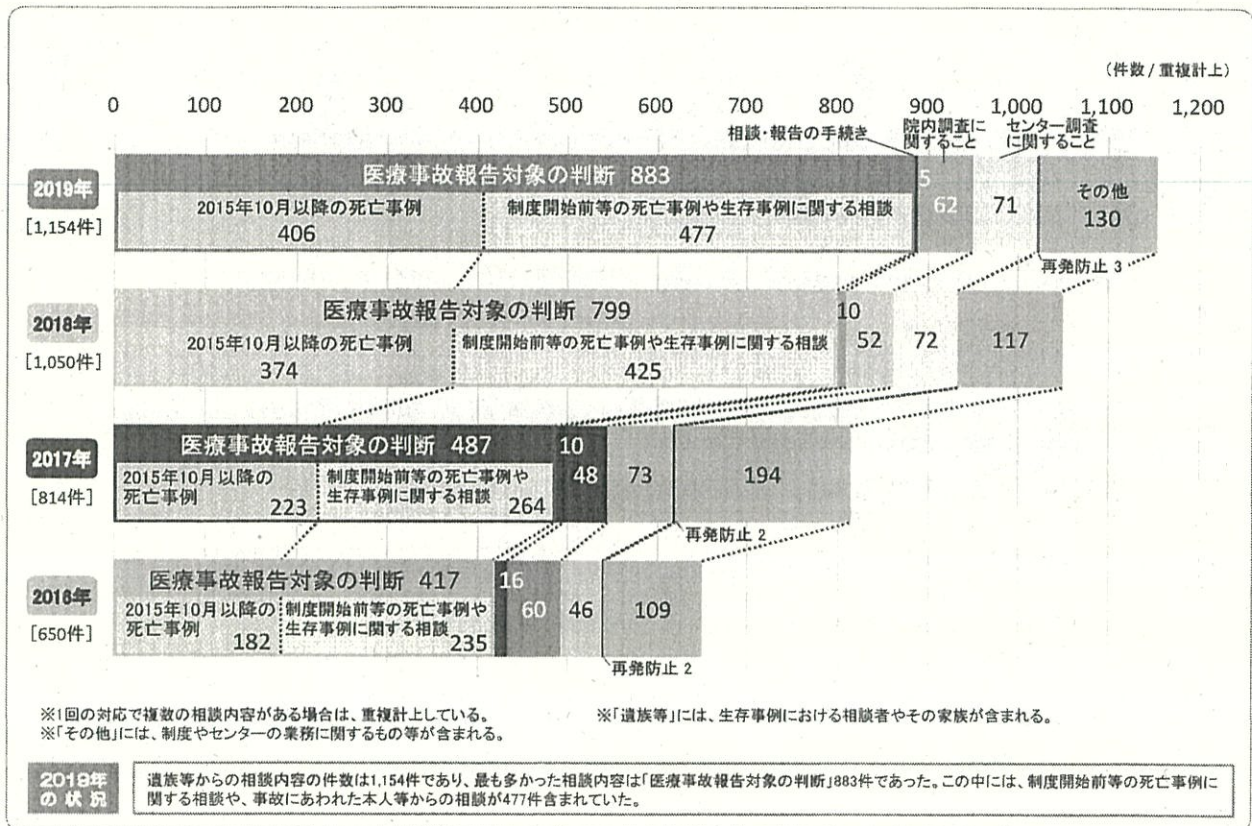 (件数/重複計上)
0 100 200 300 400 500 600 700 800 900 1,000 1,100 1,200
相談・報告の手続き 院内調査に関すること センター調査に関すること
2019年
[1,154件]
医療事故報告対象の判断 883
2015年10月以降の死亡事例
406
制度開始前等の死亡事例や生存事例に関する相談
477
5
62
71
その他
130
再発防止 3
2018年
[1,050件]
医療事故報告対象の判断 799
2015年10月以降の死亡事例
374
制度開始前等の死亡事例や生存事例に関する相談
425
10
52
72
117
2017年
[814件]
医療事故報告対象の判断 487
2015年10月以降の
死亡事例
223
制度開始前等の死亡事例や
生存事例に関する相談
264
10
48
73
194
再発防止 2
2016年
[650件]
医療事故報告対象の判断 417
2015年10月以降の
死亡事例
182
制度開始前等の死亡事例や
生存事例に関する相談
235
16
60
46
109
再発防止 2
※1回の対応で複数の相談内容がある場合は、重複計上している。
※「遺族等」には、生存事例における相談者やその家族が含まれる。
※「その他」には、制度やセンターの業務に関するもの等が含まれる。
2019年
の状況
遺族等からの相談内容の件数は1,154件であり、最も多かった相談内容は「医療事故報告対象の判断」883件であった。この中には、制度開始前等の死亡事例に
関する相談や、事故にあわれた本人等からの相談が477件含まれていた。